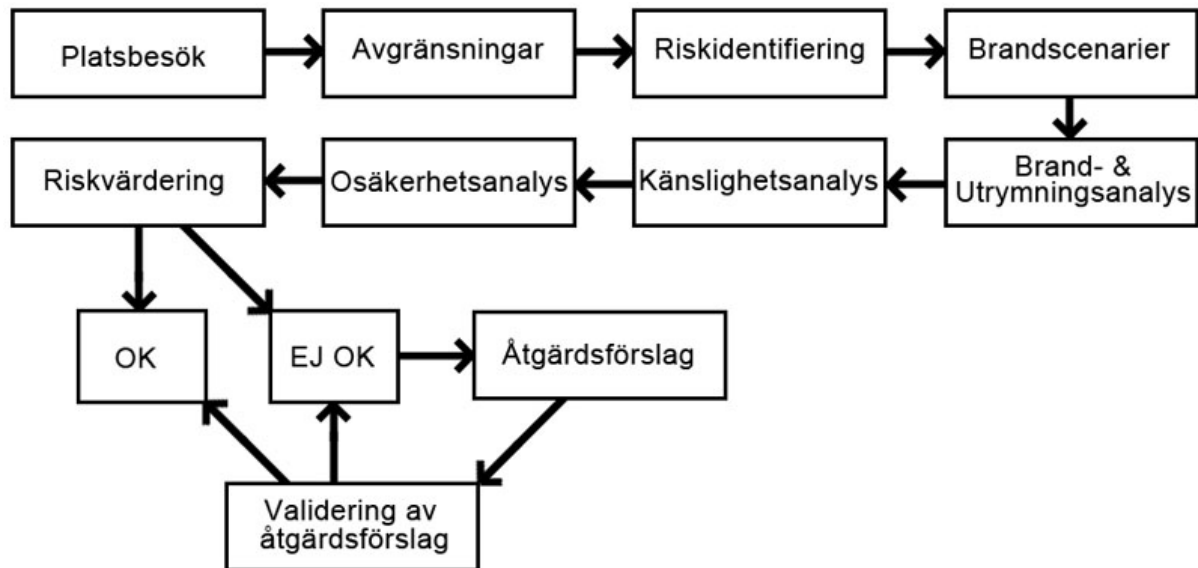 Platsbesök
Avgränsningar
Riskidentifiering
Brandscenarier
Riskvärdering
Osäkerhetsanalys
Känslighetsanalys
Brand- &
Utrymningsanalys
OK
EJ OK
Åtgärdsförslag
Validering av
åtgärdsförslag